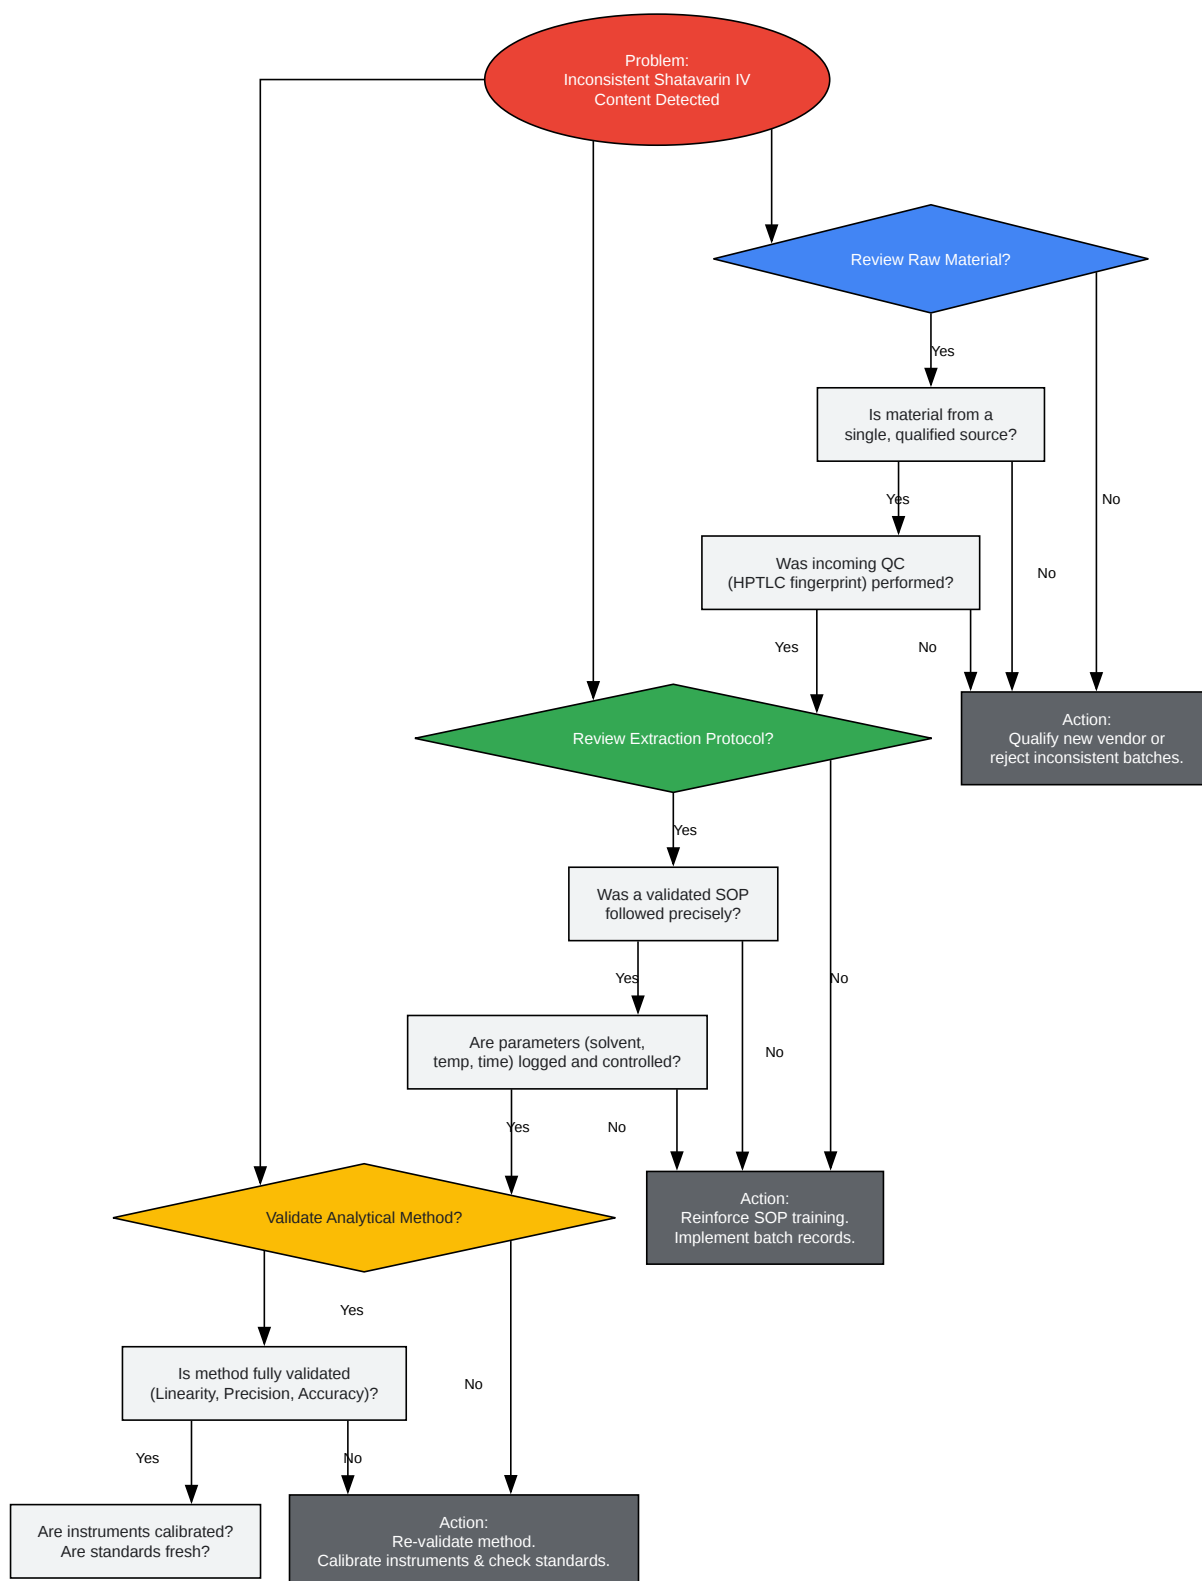 Problem:
Inconsistent Shatavarin IV
Content Detected
Review Raw Material?
Yes
Is material from a
single, qualified source?
Yes
No
No
Was incoming QC
(HPTLC fingerprint) performed?
Yes
No
Action:
Qualify new vendor or
reject inconsistent batches.
Review Extraction Protocol?
Yes
Was a validated SOP
followed precisely?
Yes
No
No
Are parameters (solvent,
temp, time) logged and controlled?
Yes
No
Action:
Reinforce SOP training.
Implement batch records.
Validate Analytical Method?
Yes
Is method fully validated
(Linearity, Precision, Accuracy)?
No
Yes
No
Are instruments calibrated?
Are standards fresh?
Action:
Re-validate method.
Calibrate instruments & check standards.